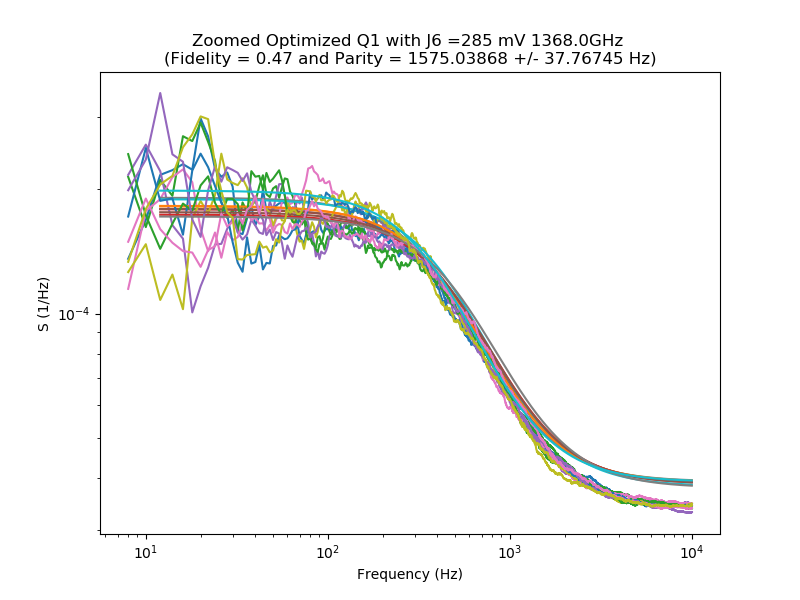 Zoomed Optimized Q1 with J6 =285 mV 1368.0GHz
(Fidelity = 0.47 and Parity = 1575.03868 +/- 37.76745 Hz)
S (1/Hz)
10⁻⁴
10¹ 10² 10³ 10⁴
Frequency (Hz)